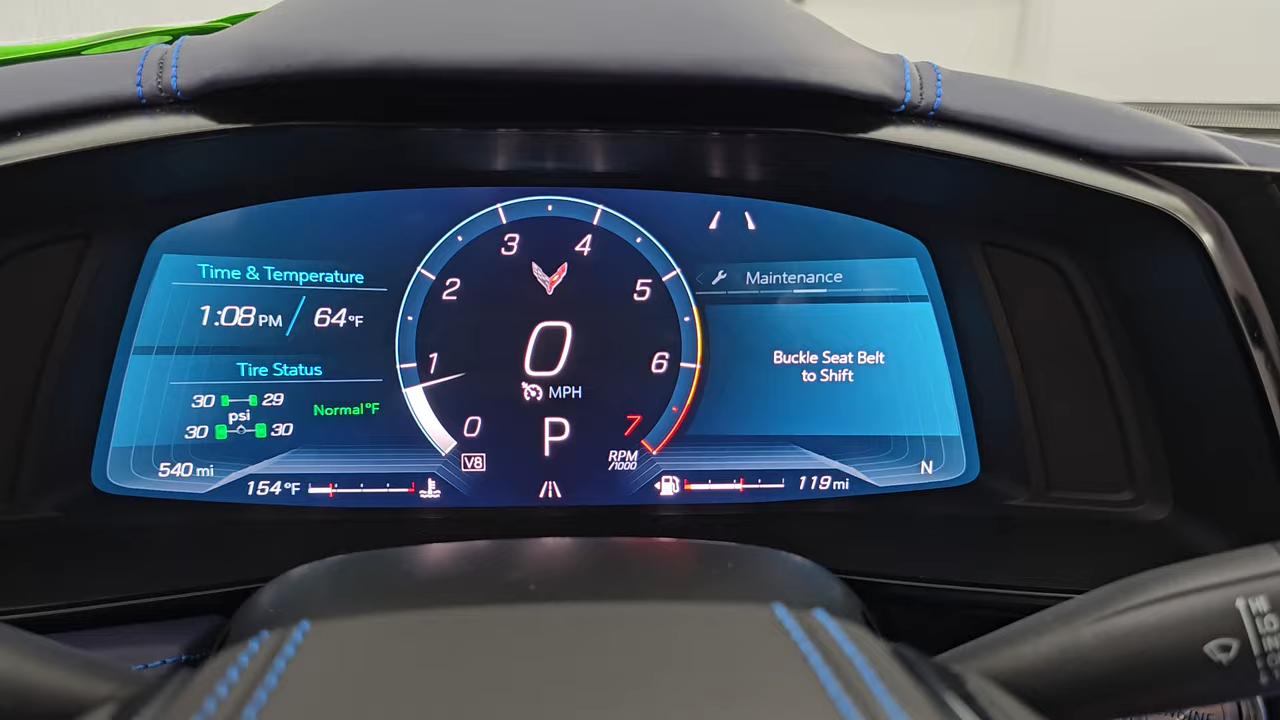 Time & Temperature
1:08 PM / 64°F
Tire Status
30 29
psi
30 30
Normal °F
540 mi
154°F
0
1
2
3
4
5
6
7
RPM
/1000
V8
0
MPH
P
Maintenance
Buckle Seat Belt
to Shift
N
119 mi
HI
LO